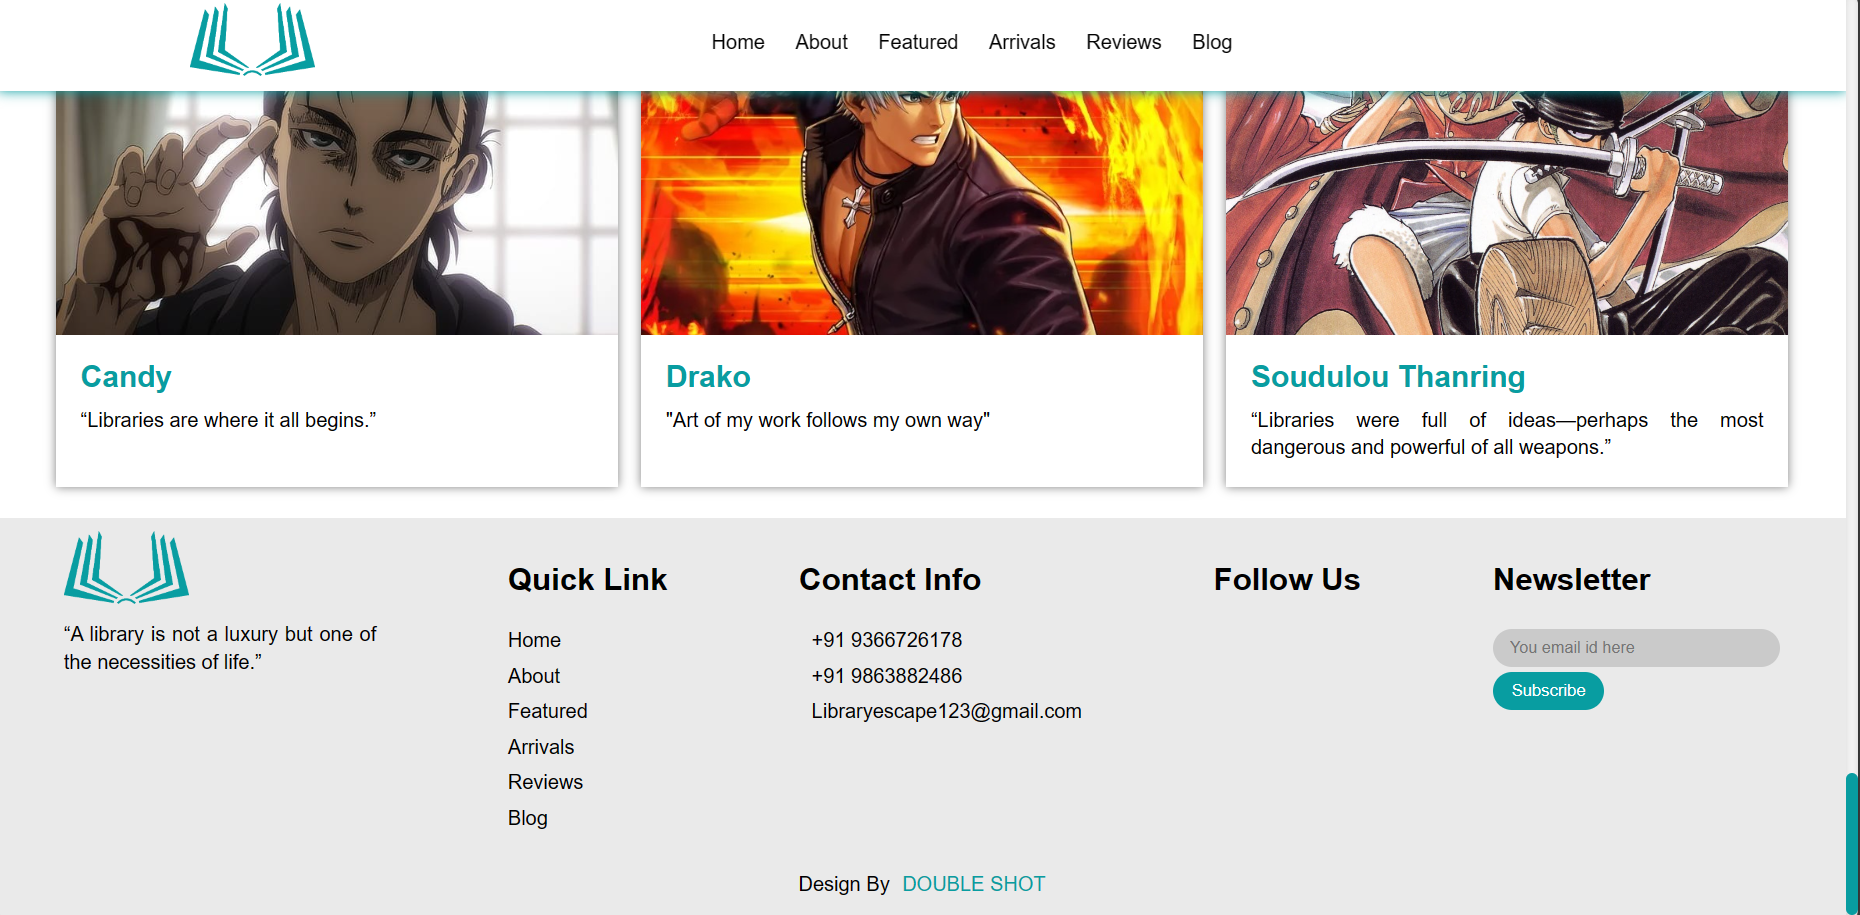 Home About Featured Arrivals Reviews Blog
Candy
“Libraries are where it all begins.”
Drako
"Art of my work follows my own way"
Soudulou Thanring
“Libraries were full of ideas—perhaps the most
dangerous and powerful of all weapons.”
“A library is not a luxury but one of
the necessities of life.”
Quick Link
Home
About
Featured
Arrivals
Reviews
Blog
Contact Info
+91 9366726178
+91 9863882486
Libraryescape123@gmail.com
Follow Us
Newsletter
You email id here
Subscribe
Design By DOUBLE SHOT